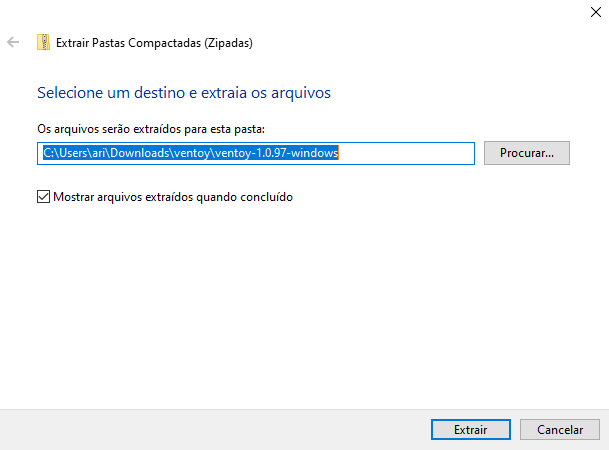 Extrair Pastas Compactadas (Zipadas)
Selecione um destino e extraia os arquivos
Os arquivos serão extraídos para esta pasta:
C:\Users\ari\Downloads\ventoy\ventoy-1.0.97-windows
Procurar...
Mostrar arquivos extraídos quando concluído
Extrair
Cancelar